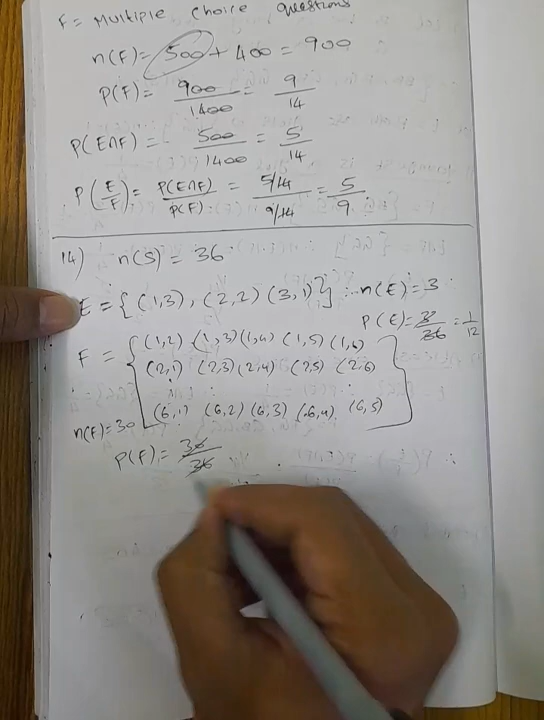 F = Multiple Choice Questions
n(F) = 500 + 400 = 900
P(F) = 900/1400 = 9/14
P(E∩F) = 500/1400 = 5/14
P(E/F) = P(E∩F)/P(F) = 5/14 / 9/14 = 5/9
14) n(S) = 36
E = { (1,3), (2,2) (3,1) } ∴ n(E) = 3
P(E) = 3/36 = 1/12
F = { (1,2) (1,3) (1,4) (1,5) (1,6)
(2,1) (2,3) (2,4) (2,5) (2,6)
(6,1) (6,2) (6,3) (6,4) (6,5) }
n(F) = 30
P(F) = 30/36